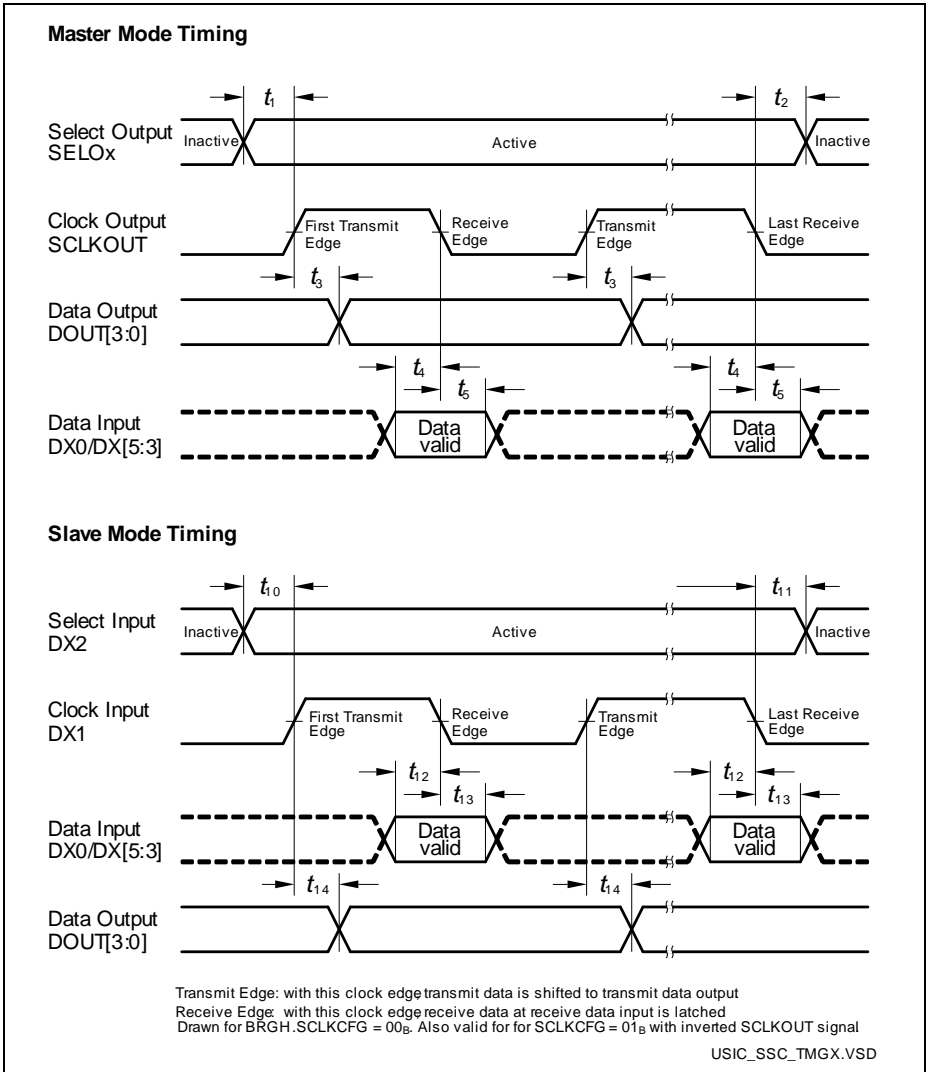 Master Mode Timing
t1
t2
Select Output
SELOx
Inactive
Active
Inactive
Clock Output
SCLKOUT
First Transmit
Edge
Receive
Edge
Transmit
Edge
Last Receive
Edge
t3
t3
Data Output
DOUT[3:0]
t4
t5
t4
t5
Data Input
DX0/DX[5:3]
Data
valid
Data
valid
Slave Mode Timing
t10
t11
Select Input
DX2
Inactive
Active
Inactive
Clock Input
DX1
First Transmit
Edge
Receive
Edge
Transmit
Edge
Last Receive
Edge
t12
t13
t12
t13
Data Input
DX0/DX[5:3]
Data
valid
Data
valid
t14
t14
Data Output
DOUT[3:0]
Transmit Edge: with this clock edge, transmit data is shifted to transmit data output
Receive Edge: with this clock edge, receive data at receive data input is latched
Drawn for BRGH.SCLKCFG = 00B. Also valid for for SCLKCFG = 01B with inverted SCLKOUT signal.
USIC_SSC_TMGX.VSD